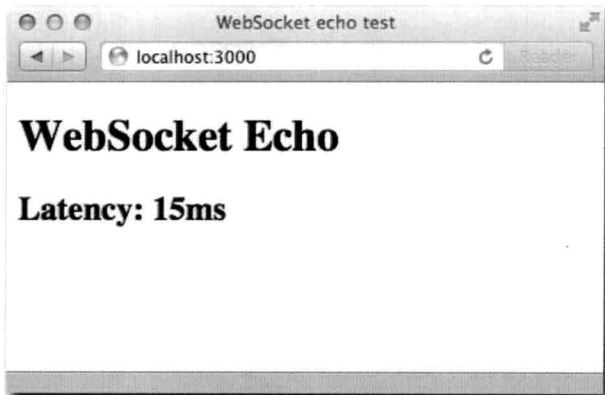 WebSocket echo test
localhost:3000
Reader
WebSocket Echo
Latency: 15ms